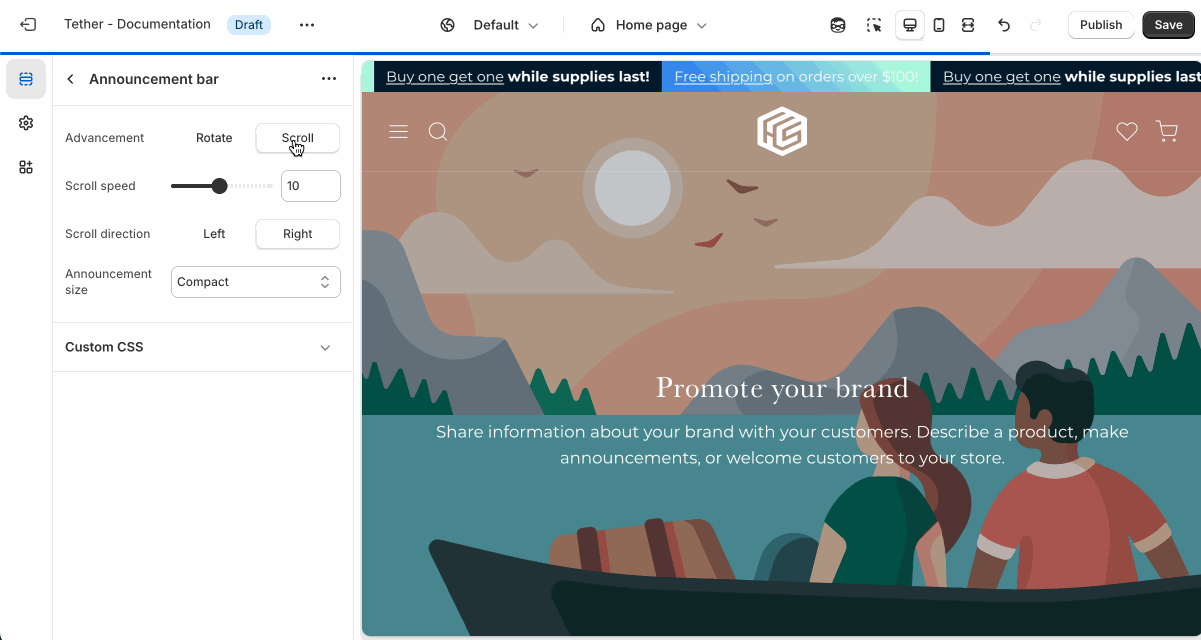 Tether - Documentation Draft Default Home page Publish Save
Announcement bar
Advancement Rotate Scroll
Scroll speed 10
Scroll direction Left Right
Announcement
size
Compact
Custom CSS
Buy one get one while supplies last! Free shipping on orders over $100! Buy one get one while supplies last
Promote your brand
Share information about your brand with your customers. Describe a product, make
announcements, or welcome customers to your store.